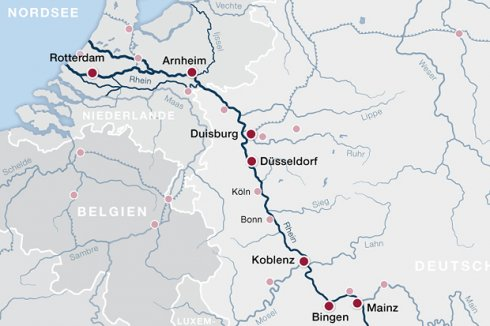 NORDSEE
Vechte
Ijssel
Rotterdam
Arnheim
Rhein
Maas
Weser
NIEDERLANDE
Lippe
Duisburg
Ruhr
Schelde
Düsseldorf
Köln
Sieg
BELGIEN
Bonn
Rhein
Sambre
Koblenz
Lahn
DEUTSCH
Mosel
Mainz
Bingen
LUXEM